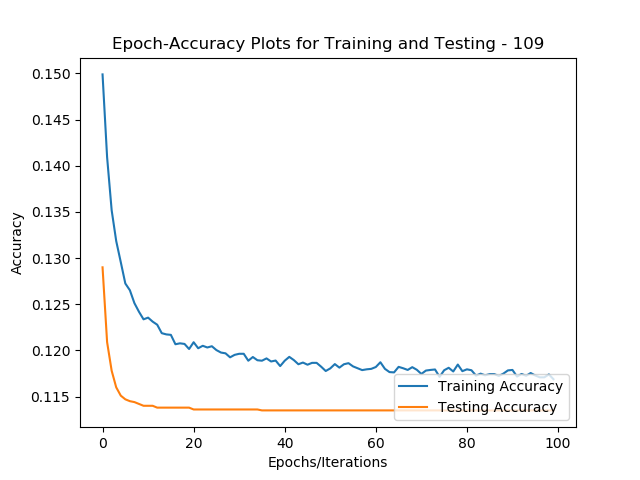 Epoch-Accuracy Plots for Training and Testing - 109
0.150
0.145
0.140
0.135
0.130
0.125
0.120
0.115
Accuracy
0
20
40
60
80
100
Epochs/Iterations
Training Accuracy
Testing Accuracy